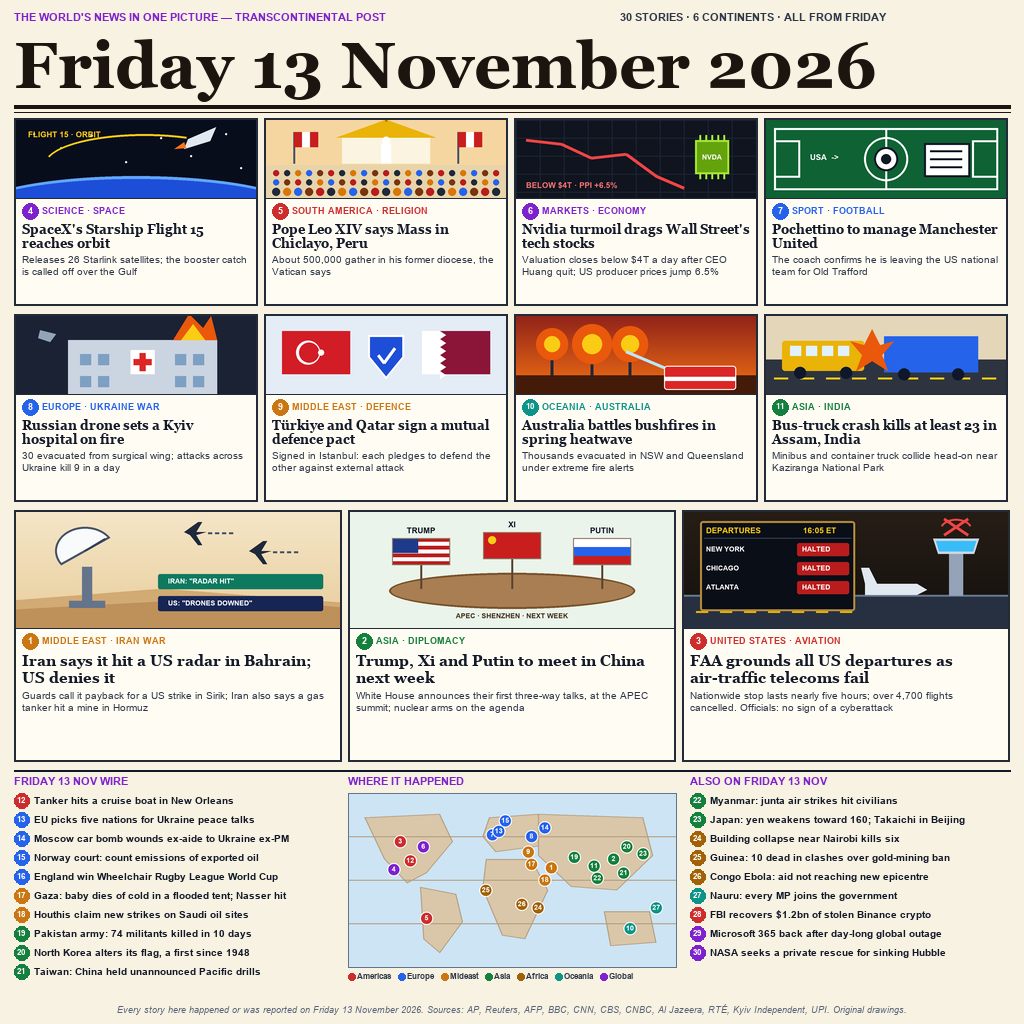 THE WORLD'S NEWS IN ONE PICTURE — TRANSCONTINENTAL POST
30 STORIES · 6 CONTINENTS · ALL FROM FRIDAY
Friday 13 November 2026
FLIGHT 15 · ORBIT
4 SCIENCE · SPACE
SpaceX's Starship Flight 15
reaches orbit
Releases 26 Starlink satellites; the booster catch
is called off over the Gulf
5 SOUTH AMERICA · RELIGION
Pope Leo XIV says Mass in
Chiclayo, Peru
About 500,000 gather in his former diocese, the
Vatican says
NVDA
BELOW $4T · PPI +6.5%
6 MARKETS · ECONOMY
Nvidia turmoil drags Wall Street's
tech stocks
Valuation closes below $4T a day after CEO
Huang quit; US producer prices jump 6.5%
USA ->
7 SPORT · FOOTBALL
Pochettino to manage Manchester
United
The coach confirms he is leaving the US national
team for Old Trafford
8 EUROPE · UKRAINE WAR
Russian drone sets a Kyiv
hospital on fire
30 evacuated from surgical wing; attacks across
Ukraine kill 9 in a day
9 MIDDLE EAST · DEFENCE
Türkiye and Qatar sign a mutual
defence pact
Signed in Istanbul: each pledges to defend the
other against external attack
10 OCEANIA · AUSTRALIA
Australia battles bushfires in
spring heatwave
Thousands evacuated in NSW and Queensland
under extreme fire alerts
11 ASIA · INDIA
Bus-truck crash kills at least 23 in
Assam, India
Minibus and container truck collide head-on near
Kaziranga National Park
IRAN: "RADAR HIT"
US: "DRONES DOWNED"
1 MIDDLE EAST · IRAN WAR
Iran says it hit a US radar in Bahrain;
US denies it
Guards call it payback for a US strike in Sirik; Iran also says a gas
tanker hit a mine in Hormuz
TRUMP
XI
PUTIN
APEC · SHENZHEN · NEXT WEEK
2 ASIA · DIPLOMACY
Trump, Xi and Putin to meet in China
next week
White House announces their first three-way talks, at the APEC
summit; nuclear arms on the agenda
DEPARTURES 16:05 ET
NEW YORK HALTED
CHICAGO HALTED
ATLANTA HALTED
3 UNITED STATES · AVIATION
FAA grounds all US departures as
air-traffic telecoms fail
Nationwide stop lasts nearly five hours; over 4,700 flights
cancelled. Officials: no sign of a cyberattack
FRIDAY 13 NOV WIRE
12 Tanker hits a cruise boat in New Orleans
13 EU picks five nations for Ukraine peace talks
14 Moscow car bomb wounds ex-aide to Ukraine ex-PM
15 Norway court: count emissions of exported oil
16 England win Wheelchair Rugby League World Cup
17 Gaza: baby dies of cold in a flooded tent; Nasser hit
18 Houthis claim new strikes on Saudi oil sites
19 Pakistan army: 74 militants killed in 10 days
20 North Korea alters its flag, a first since 1948
21 Taiwan: China held unannounced Pacific drills
WHERE IT HAPPENED
15
7
13
14
8
3
6
12
4
9
17
1
18
19
11
22
2
20
21
23
25
26
24
5
27
10
Americas
Europe
Mideast
Asia
Africa
Oceania
Global
ALSO ON FRIDAY 13 NOV
22 Myanmar: junta air strikes hit civilians
23 Japan: yen weakens toward 160; Takaichi in Beijing
24 Building collapse near Nairobi kills six
25 Guinea: 10 dead in clashes over gold-mining ban
26 Congo Ebola: aid not reaching new epicentre
27 Nauru: every MP joins the government
28 FBI recovers $1.2bn of stolen Binance crypto
29 Microsoft 365 back after day-long global outage
30 NASA seeks a private rescue for sinking Hubble
Every story here happened or was reported on Friday 13 November 2026. Sources: AP, Reuters, AFP, BBC, CNN, CBS, CNBC, Al Jazeera, RTÉ, Kyiv Independent, UPI. Original drawings.